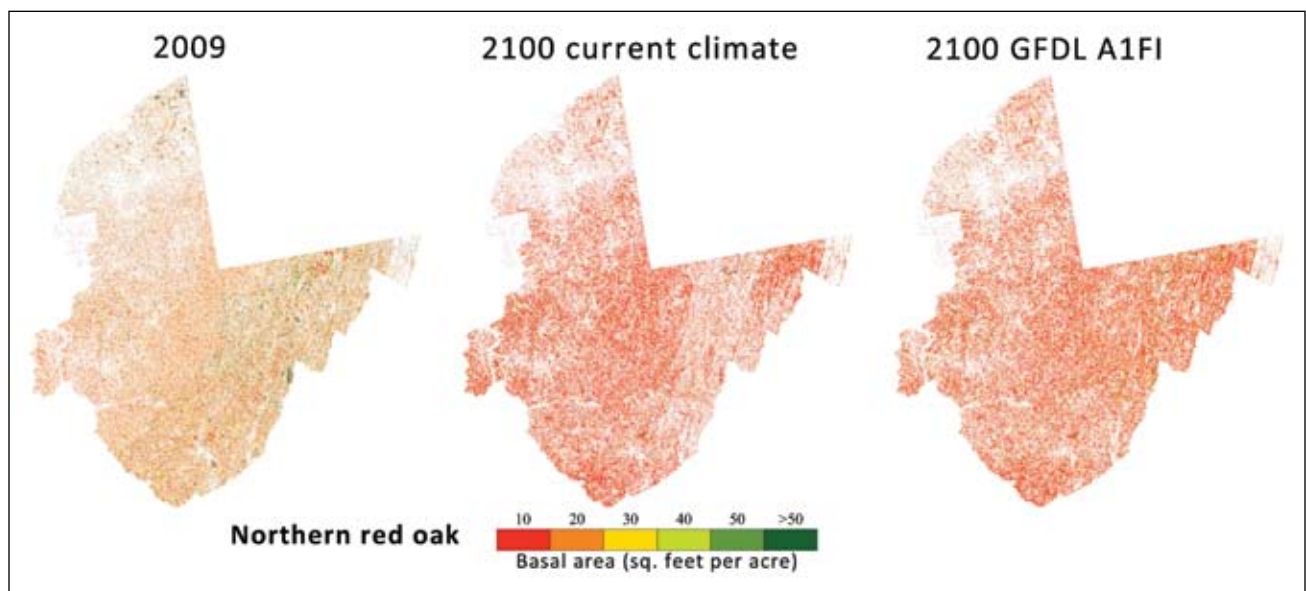 2009
2100 current climate
2100 GFDL A1FI
Northern red oak
10 20 30 40 50 >50
Basal area (sq. feet per acre)